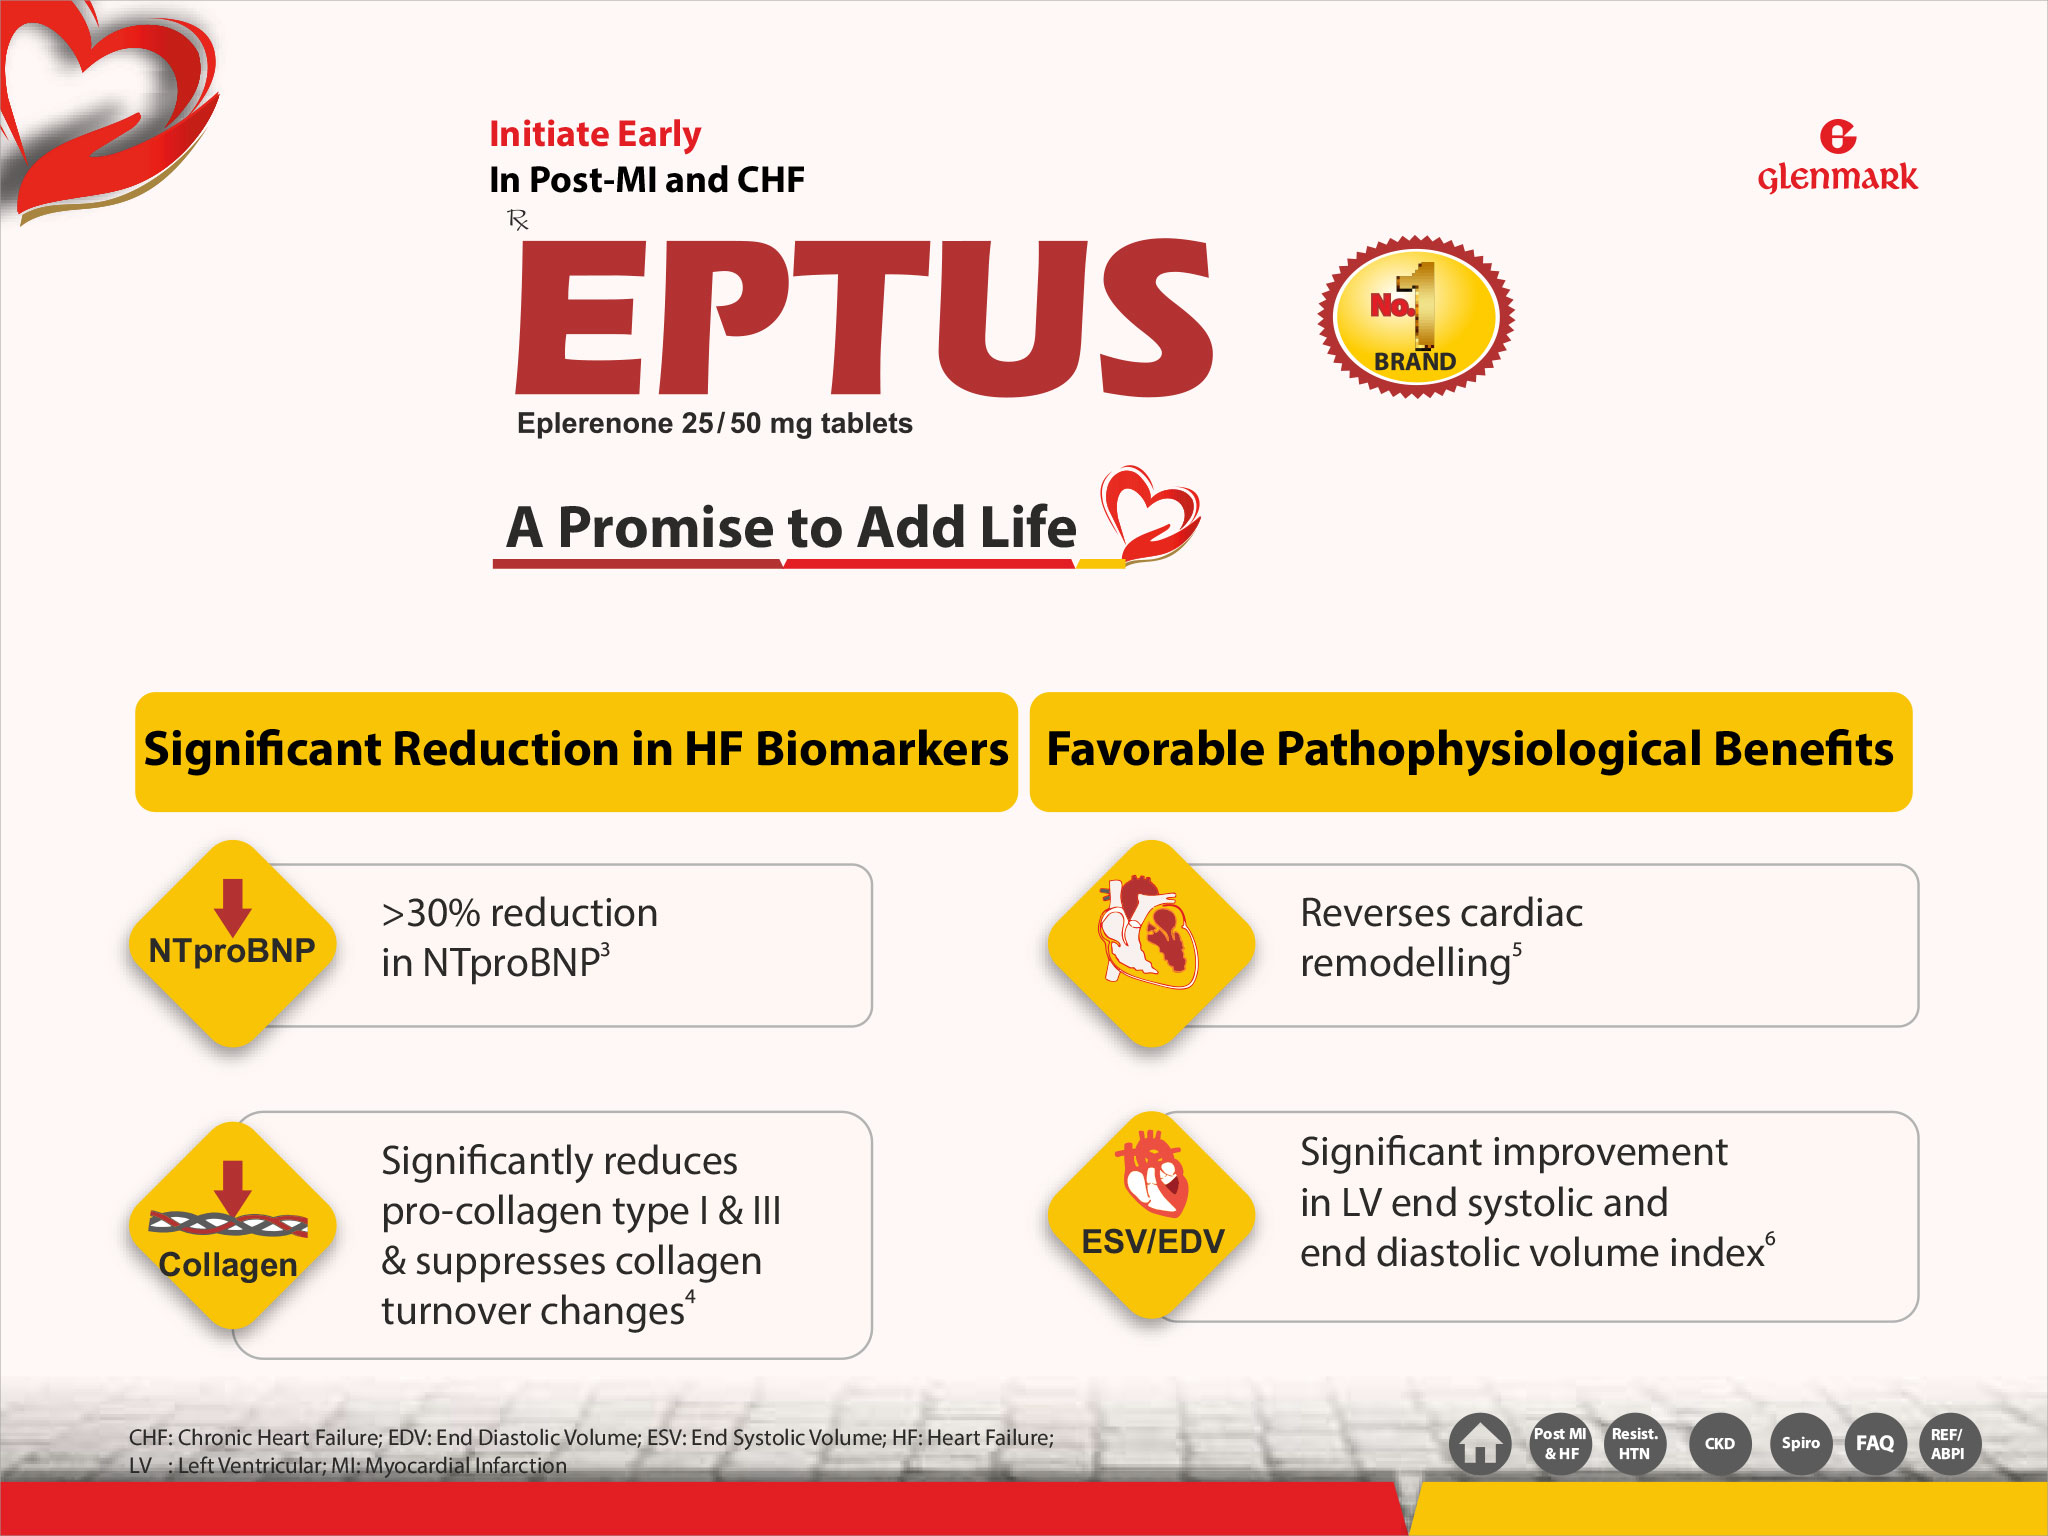 Initiate Early
In Post-MI and CHF
glenmark
Rx
EPTUS
No.1
BRAND
Eplerenone 25/50 mg tablets
A Promise to Add Life
Significant Reduction in HF Biomarkers
Favorable Pathophysiological Benefits
NTproBNP
>30% reduction
in NTproBNP3
Reverses cardiac
remodelling5
Collagen
Significantly reduces
pro-collagen type I & III
& suppresses collagen
turnover changes4
ESV/EDV
Significant improvement
in LV end systolic and
end diastolic volume index6
CHF: Chronic Heart Failure; EDV: End Diastolic Volume; ESV: End Systolic Volume; HF: Heart Failure;
LV : Left Ventricular; MI: Myocardial Infarction
Post MI
& HF
Resist.
HTN
CKD
Spiro
FAQ
REF/
ABPI